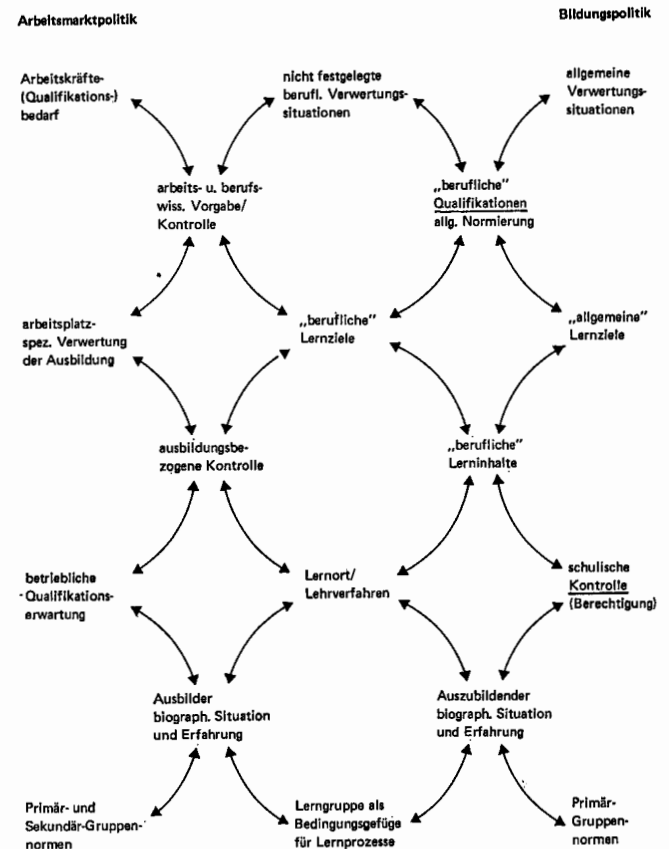 Arbeitsmarktpolitik
Bildungspolitik
Arbeitskräfte-
(Qualifikations-)
bedarf
nicht festgelegte
berufl. Verwertungs-
situationen
allgemeine
Verwertungs-
situationen
arbeits- u. berufs-
wiss. Vorgabe/
Kontrolle
„berufliche"
Qualifikationen
allg. Normierung
arbeitsplatz-
spez. Verwertung
der Ausbildung
„berufliche"
Lernziele
„allgemeine"
Lernziele
ausbildungsbe-
zogene Kontrolle
„berufliche"
Lerninhalte
betriebliche
Qualifikations-
erwartung
Lernort/
Lehrverfahren
schulische
Kontrolle
(Berechtigung)
Ausbilder
biograph. Situation
und Erfahrung
Auszubildender
biograph. Situation
und Erfahrung
Primär- und
Sekundär-Gruppen-
normen
Lerngruppe als
Bedingungsgefüge
für Lernprozesse
Primär-
Gruppen-
normen